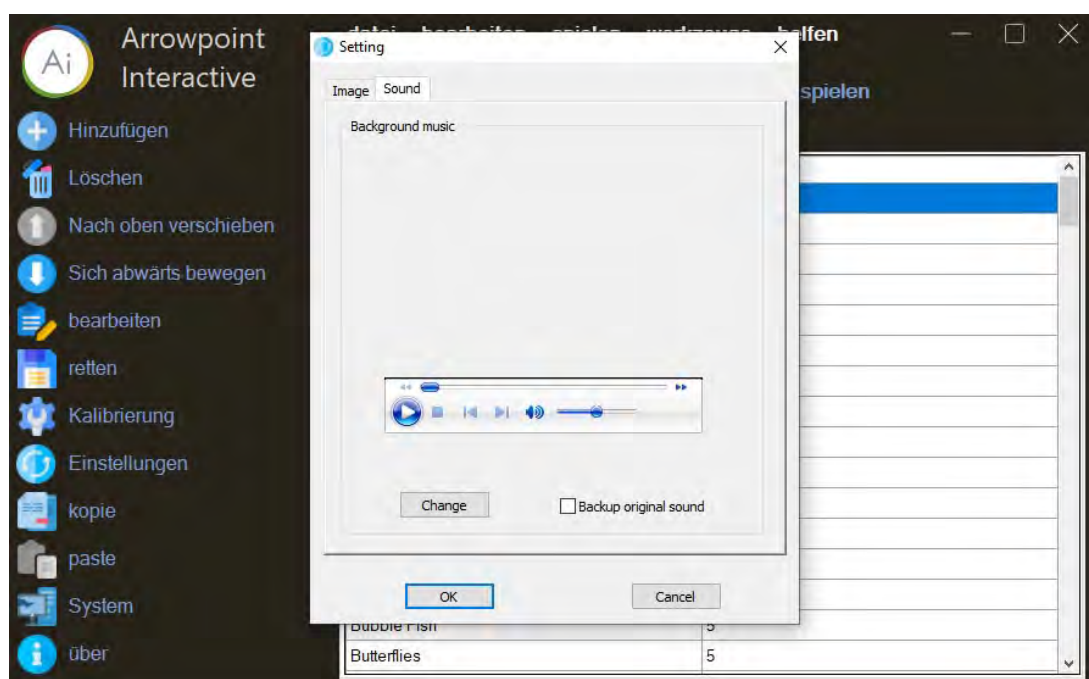 Arrowpoint
Interactive
Ai
helfen
Setting
Image Sound
spielen
Background music
Hinzufügen
Löschen
Nach oben verschieben
Sich abwärts bewegen
bearbeiten
retten
Kalibrierung
Einstellungen
kopie
paste
System
über
Change
Backup original sound
OK
Cancel
Bubble Fish 5
Butterflies 5